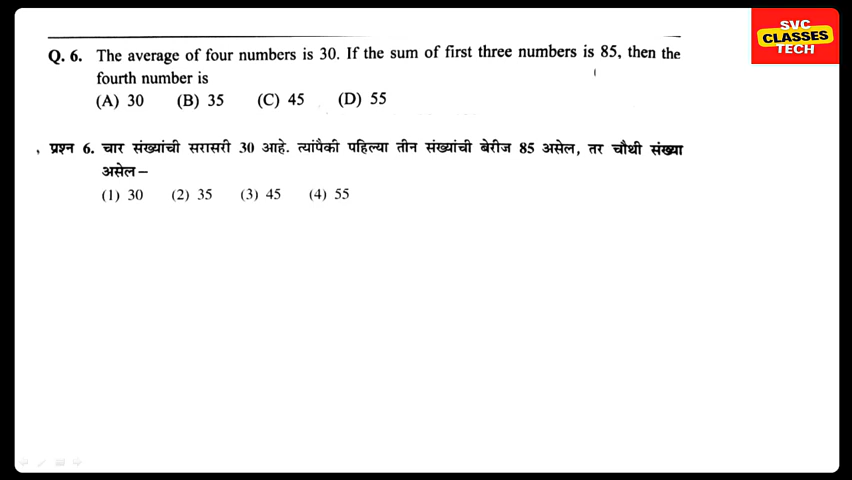 SVC
CLASSES
TECH
Q. 6. The average of four numbers is 30. If the sum of first three numbers is 85, then the
fourth number is
(A) 30 (B) 35 (C) 45 (D) 55
प्रश्न 6. चार संख्यांची सरासरी 30 आहे. त्यांपैकी पहिल्या तीन संख्यांची बेरीज 85 असेल, तर चौथी संख्या
असेल–
(1) 30 (2) 35 (3) 45 (4) 55